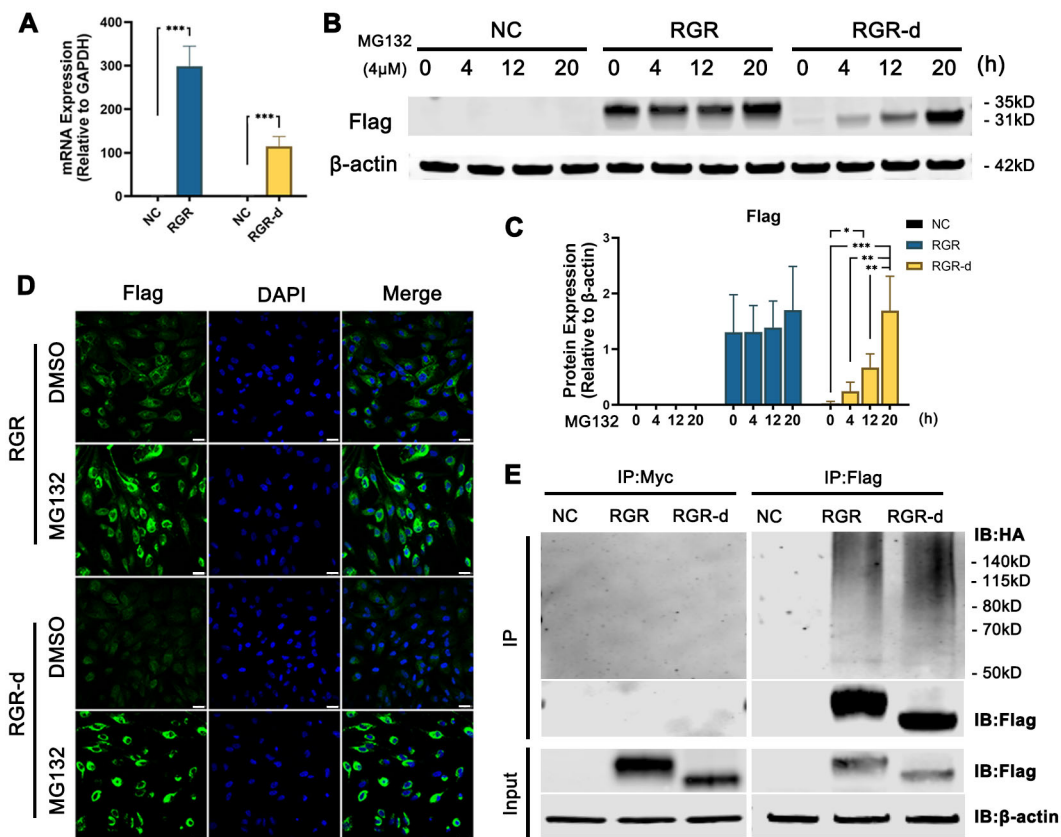 A
mRNA Expression
(Relative to GAPDH)
400
300
200
100
0
***
***
NC
RGR
NC
RGR-d
B
MG132
(4μM)
NC
RGR
RGR-d
0 4 12 20 0 4 12 20 0 4 12 20 (h)
Flag
- 35kD
- 31kD
β-actin
- 42kD
C
Flag
Protein Expression
(Relative to β-actin)
3
2
1
0
*
***
**
**
NC
RGR
RGR-d
MG132 0 4 12 20 0 4 12 20 0 4 12 20 (h)
D
Flag DAPI Merge
RGR
DMSO
MG132
RGR-d
DMSO
MG132
E
IP:Myc IP:Flag
NC RGR RGR-d NC RGR RGR-d
IP
IB:HA
- 140kD
- 115kD
- 80kD
- 70kD
- 50kD
IB:Flag
Input
IB:Flag
IB:β-actin